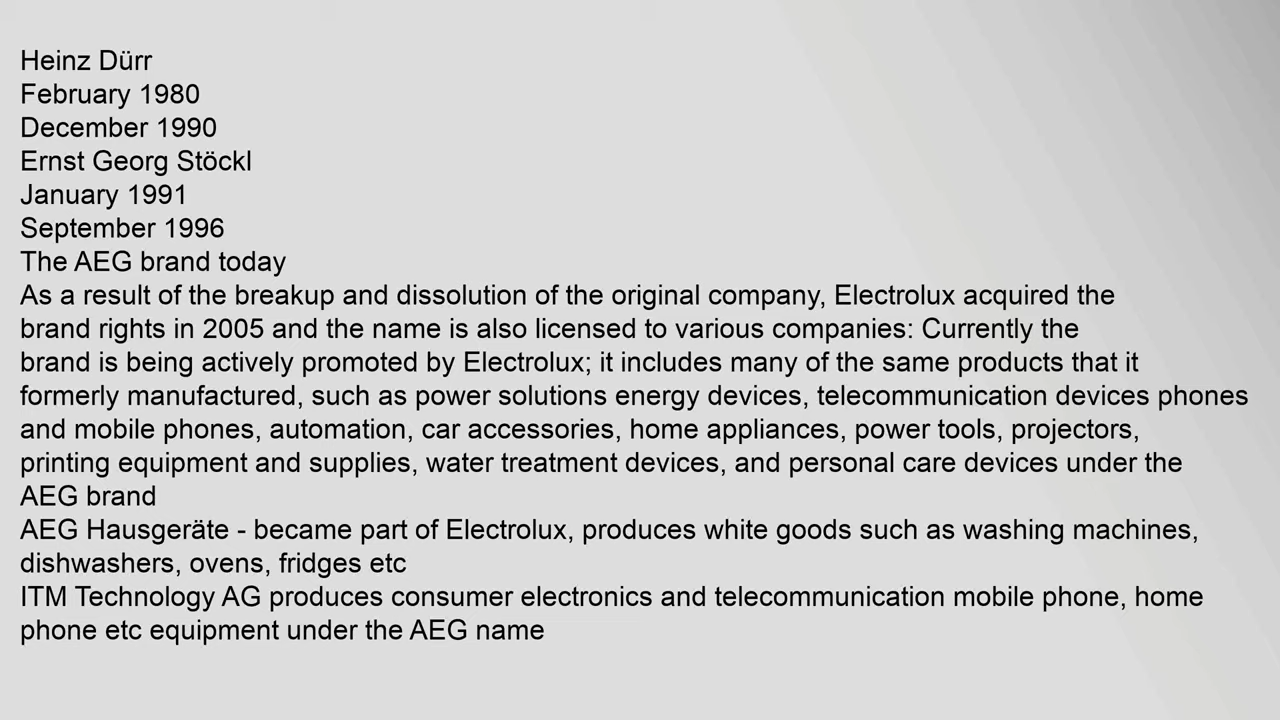 Heinz Dürr
February 1980
December 1990
Ernst Georg Stöckl
January 1991
September 1996
The AEG brand today
As a result of the breakup and dissolution of the original company, Electrolux acquired the
brand rights in 2005 and the name is also licensed to various companies: Currently the
brand is being actively promoted by Electrolux; it includes many of the same products that it
formerly manufactured, such as power solutions energy devices, telecommunication devices phones
and mobile phones, automation, car accessories, home appliances, power tools, projectors,
printing equipment and supplies, water treatment devices, and personal care devices under the
AEG brand
AEG Hausgeräte - became part of Electrolux, produces white goods such as washing machines,
dishwashers, ovens, fridges etc
ITM Technology AG produces consumer electronics and telecommunication mobile phone, home
phone etc equipment under the AEG name